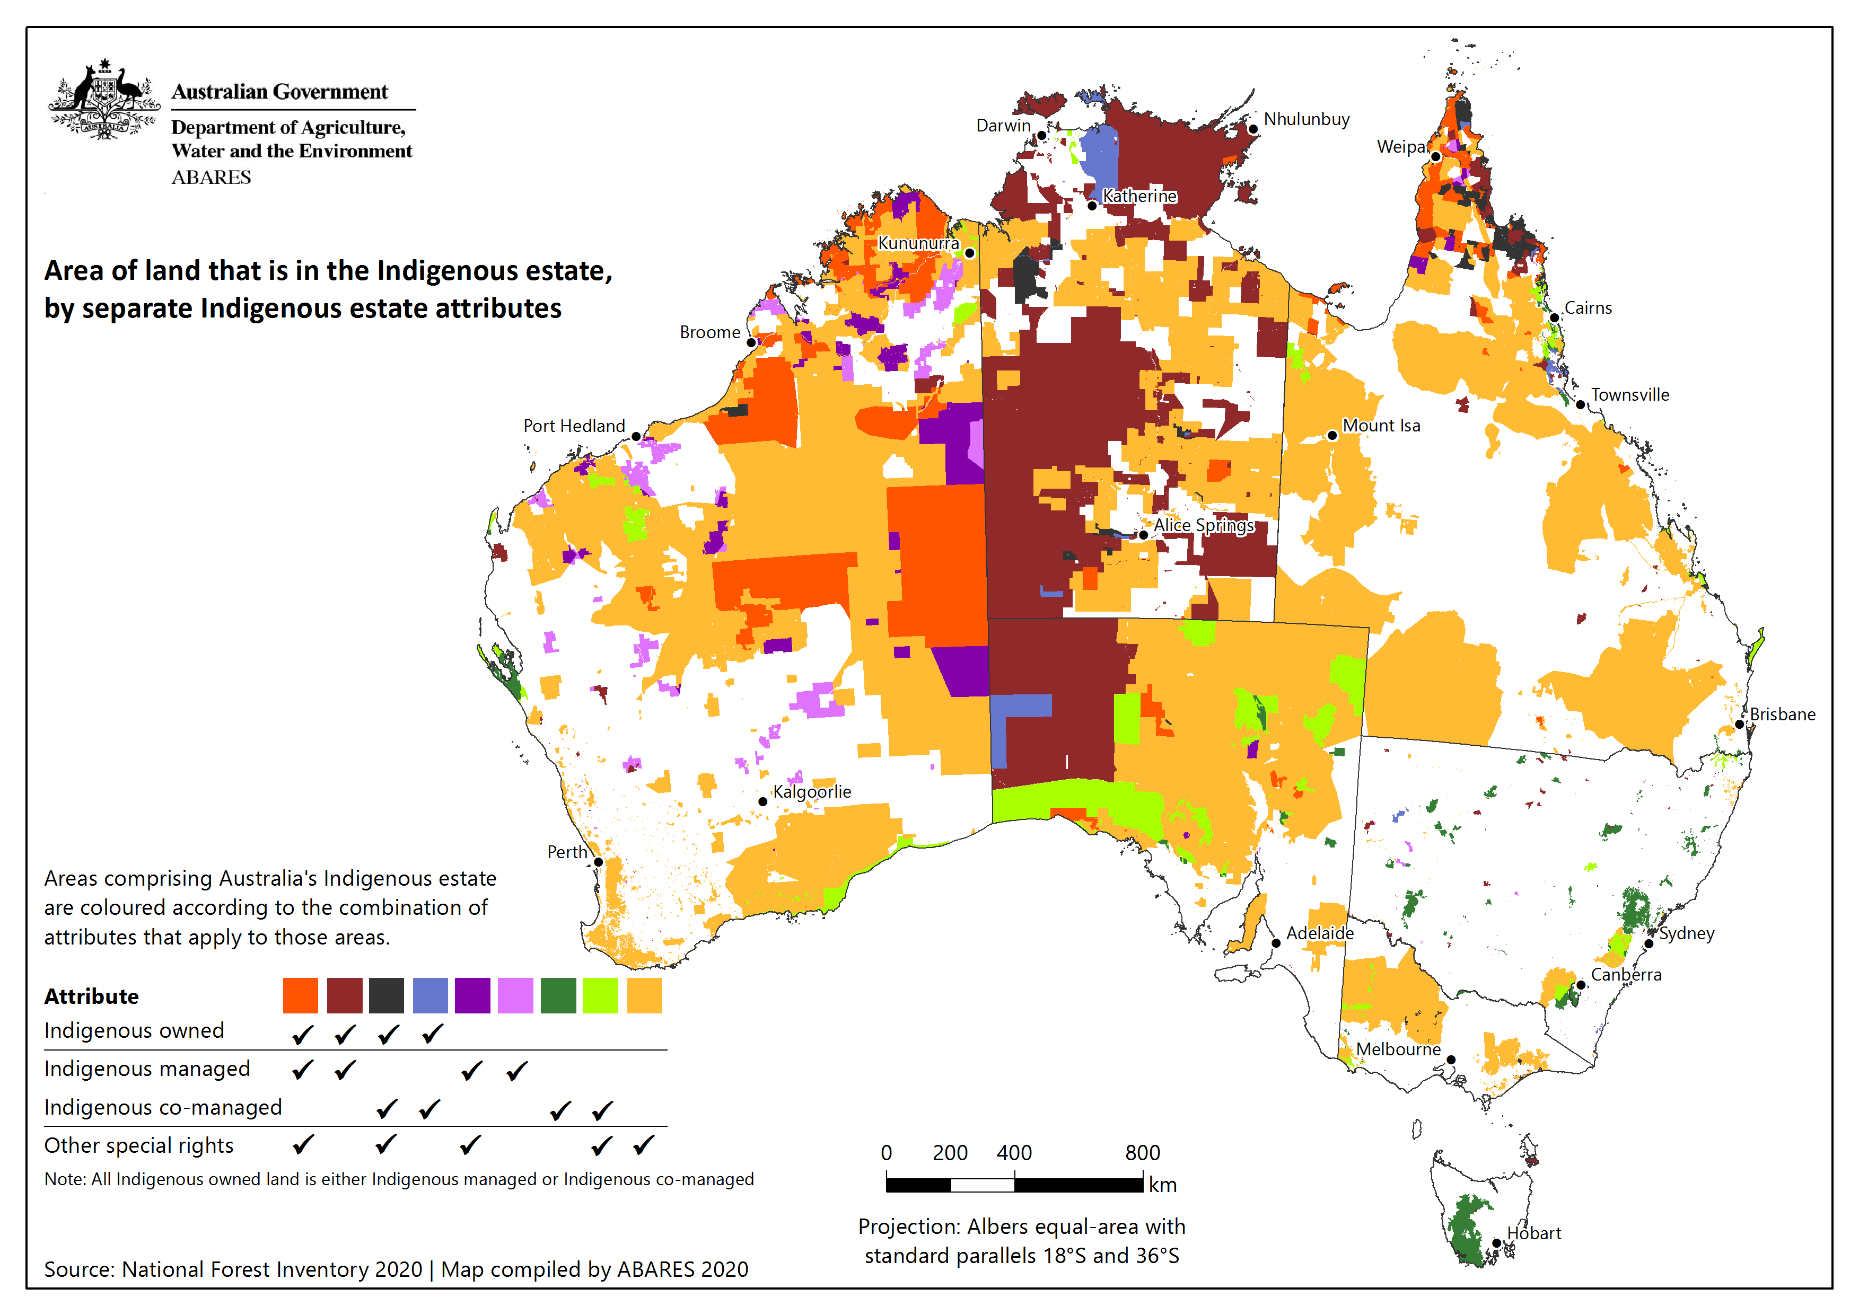 Australian Government
Department of Agriculture,
Water and the Environment
ABARES
Area of land that is in the Indigenous estate,
by separate Indigenous estate attributes
Darwin
Nhulunbuy
Weipa
Katherine
Kununurra
Broome
Cairns
Townsville
Port Hedland
Mount Isa
Alice Springs
Brisbane
Kalgoorlie
Perth
Adelaide
Sydney
Canberra
Melbourne
Hobart
Areas comprising Australia's Indigenous estate
are coloured according to the combination of
attributes that apply to those areas.
Attribute
Indigenous owned
Indigenous managed
Indigenous co-managed
Other special rights
Note: All Indigenous owned land is either Indigenous managed or Indigenous co-managed
0 200 400 800
km
Projection: Albers equal-area with
standard parallels 18°S and 36°S
Source: National Forest Inventory 2020 | Map compiled by ABARES 2020